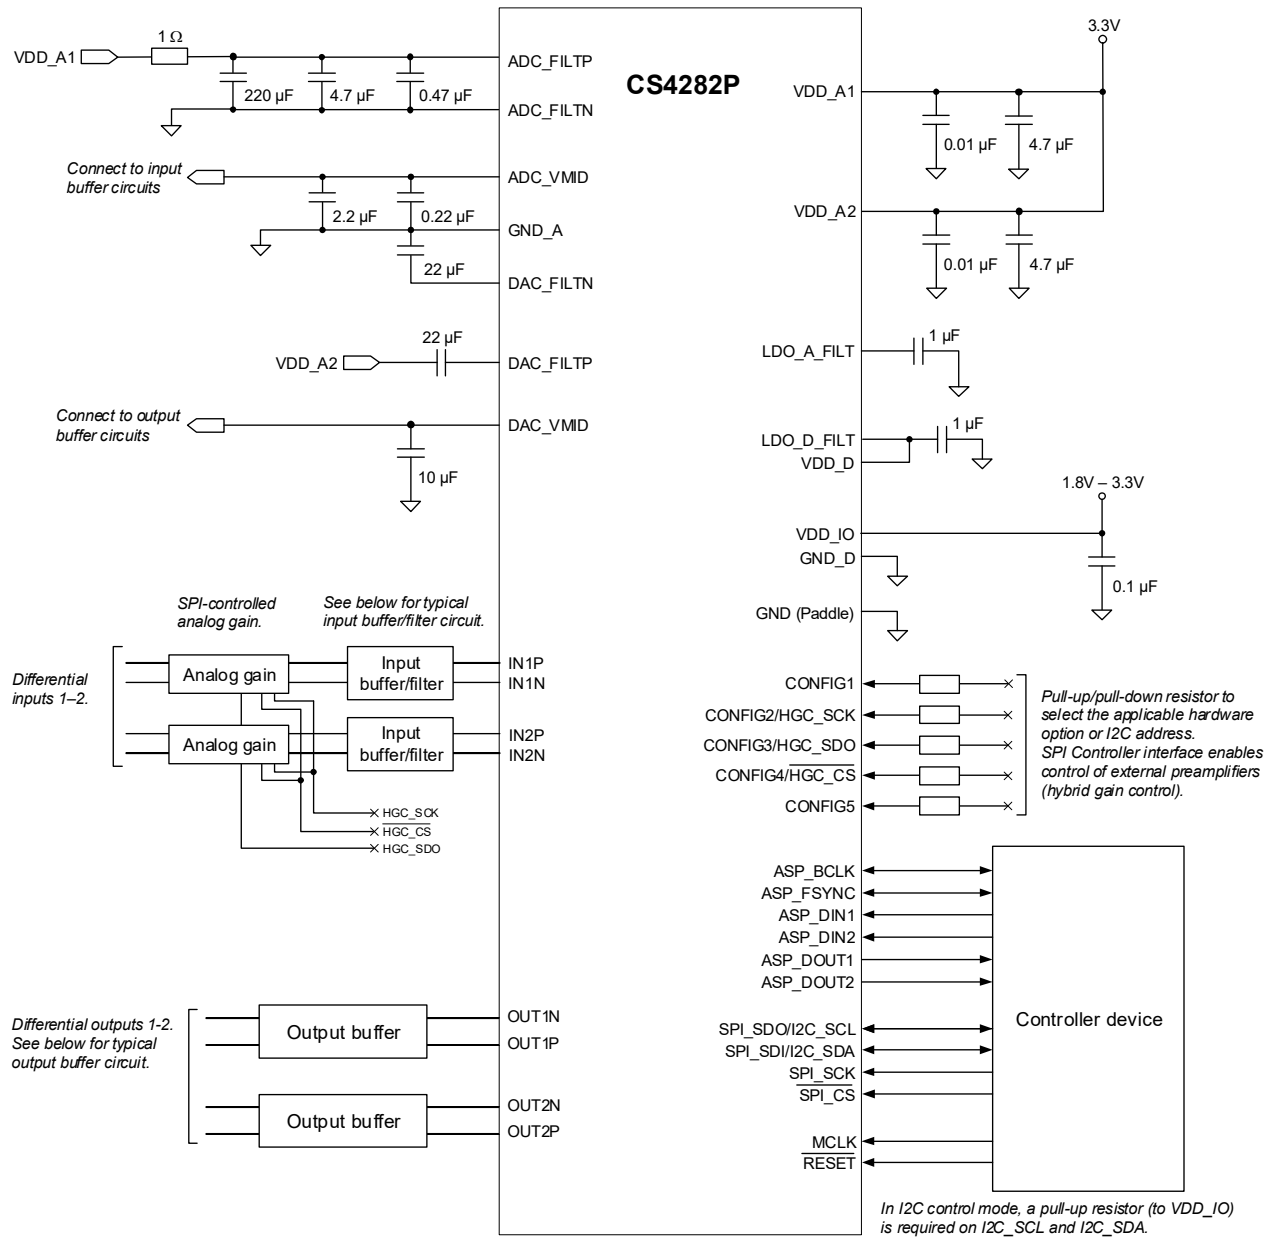 CS4282P
VDD_A1
1 Ω
220 µF
4.7 µF
0.47 µF
ADC_FILTP
ADC_FILTN
Connect to input
buffer circuits
2.2 µF
0.22 µF
22 µF
ADC_VMID
GND_A
DAC_FILTN
VDD_A2
22 µF
DAC_FILTP
Connect to output
buffer circuits
10 µF
DAC_VMID
SPI-controlled
analog gain.
See below for typical
input buffer/filter circuit.
Differential
inputs 1–2.
Analog gain
Input
buffer/filter
IN1P
IN1N
Analog gain
Input
buffer/filter
IN2P
IN2N
HGC_SCK
HGC_CS
HGC_SDO
Differential outputs 1-2.
See below for typical
output buffer circuit.
Output buffer
OUT1N
OUT1P
Output buffer
OUT2N
OUT2P
3.3V
VDD_A1
0.01 µF
4.7 µF
VDD_A2
0.01 µF
4.7 µF
LDO_A_FILT
1 µF
LDO_D_FILT
VDD_D
1 µF
1.8V – 3.3V
VDD_IO
GND_D
0.1 µF
GND (Paddle)
CONFIG1
CONFIG2/HGC_SCK
CONFIG3/HGC_SDO
CONFIG4/HGC_CS
CONFIG5
Pull-up/pull-down resistor to
select the applicable hardware
option or I2C address.
SPI Controller interface enables
control of external preamplifiers
(hybrid gain control).
ASP_BCLK
ASP_FSYNC
ASP_DIN1
ASP_DIN2
ASP_DOUT1
ASP_DOUT2
SPI_SDO/I2C_SCL
SPI_SDI/I2C_SDA
SPI_SCK
SPI_CS
MCLK
RESET
Controller device
In I2C control mode, a pull-up resistor (to VDD_IO)
is required on I2C_SCL and I2C_SDA.